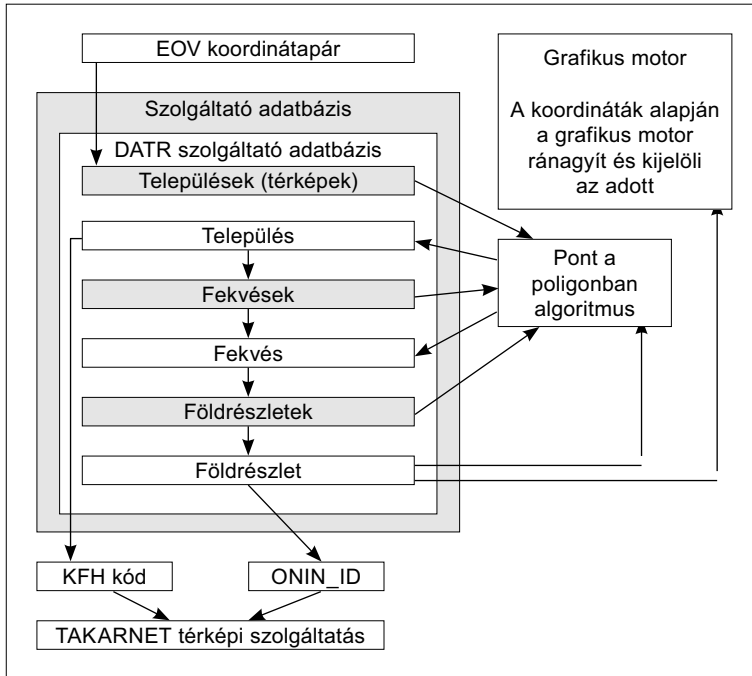 EOV koordinátapár
Grafikus motor
A koordináták alapján
a grafikus motor
ránagyít és kijelöli
az adott
Szolgáltató adatbázis
DATR szolgáltató adatbázis
Települések (térképek)
Település
Pont a
poligonban
algoritmus
Fekvések
Fekvés
Földrészletek
Földrészlet
KFH kód
ONIN_ID
TAKARNET térképi szolgáltatás